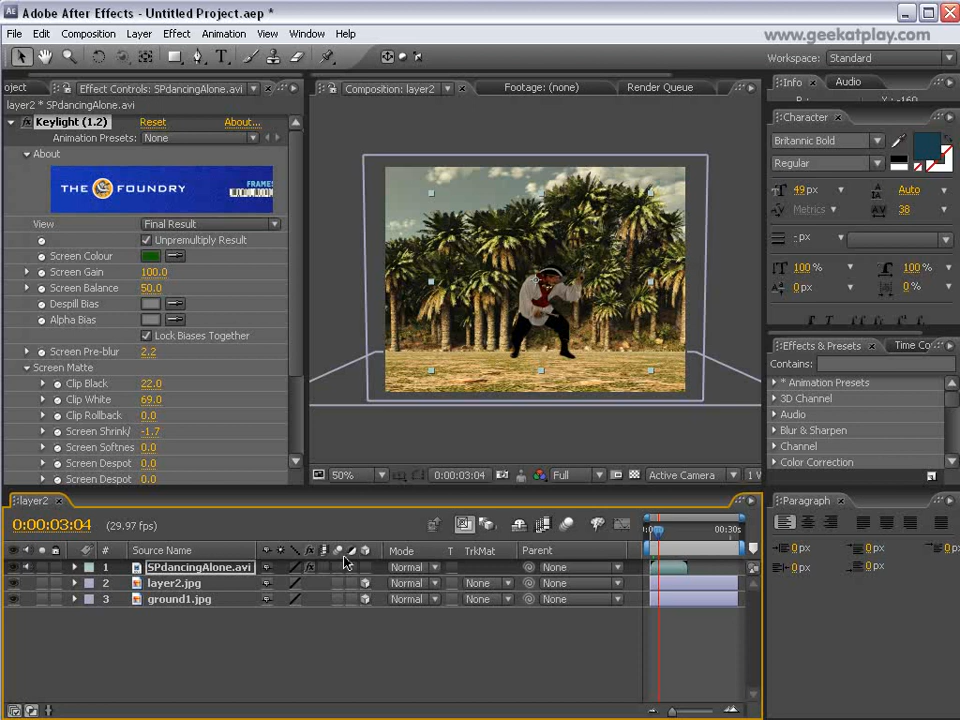 Adobe After Effects - Untitled Project.aep *
File Edit Composition Layer Effect Animation View Window Help
www.geekatplay.com
Workspace: Standard
oject Effect Controls: SPdancingAlone.avi
Composition: layer2 Footage: (none) Render Queue
Info Audio
layer2 * SPdancingAlone.avi
Keylight (1.2) Reset About...
Animation Presets: None
About
THE FOUNDRY FRAMES
View Final Result
Unpremultiply Result
Screen Colour
Screen Gain 100.0
Screen Balance 50.0
Despill Bias
Alpha Bias
Lock Biases Together
Screen Pre-blur 2.2
Screen Matte
Clip Black 22.0
Clip White 69.0
Clip Rollback 0.0
Screen Shrink/ -1.7
Screen Softnes 0.0
Screen Despot 0.0
Screen Despot 0.0
50% 0:00:03:04 Full Active Camera 1 V
Character
Britannic Bold
Regular
49 px Auto
Metrics 38
- px
100 % 100 %
0 px 0 %
Effects & Presets Time Co
Contains:
* Animation Presets
3D Channel
Audio
Blur & Sharpen
Channel
Color Correction
layer2
0:00:03:04 (29.97 fps)
00:30s
# Source Name Mode T TrkMat Parent
1 SPdancingAlone.avi Normal None
2 layer2.jpg Normal None None
3 ground1.jpg Normal None None
Paragraph
0 px 0 px 0 px
0 px 0 px